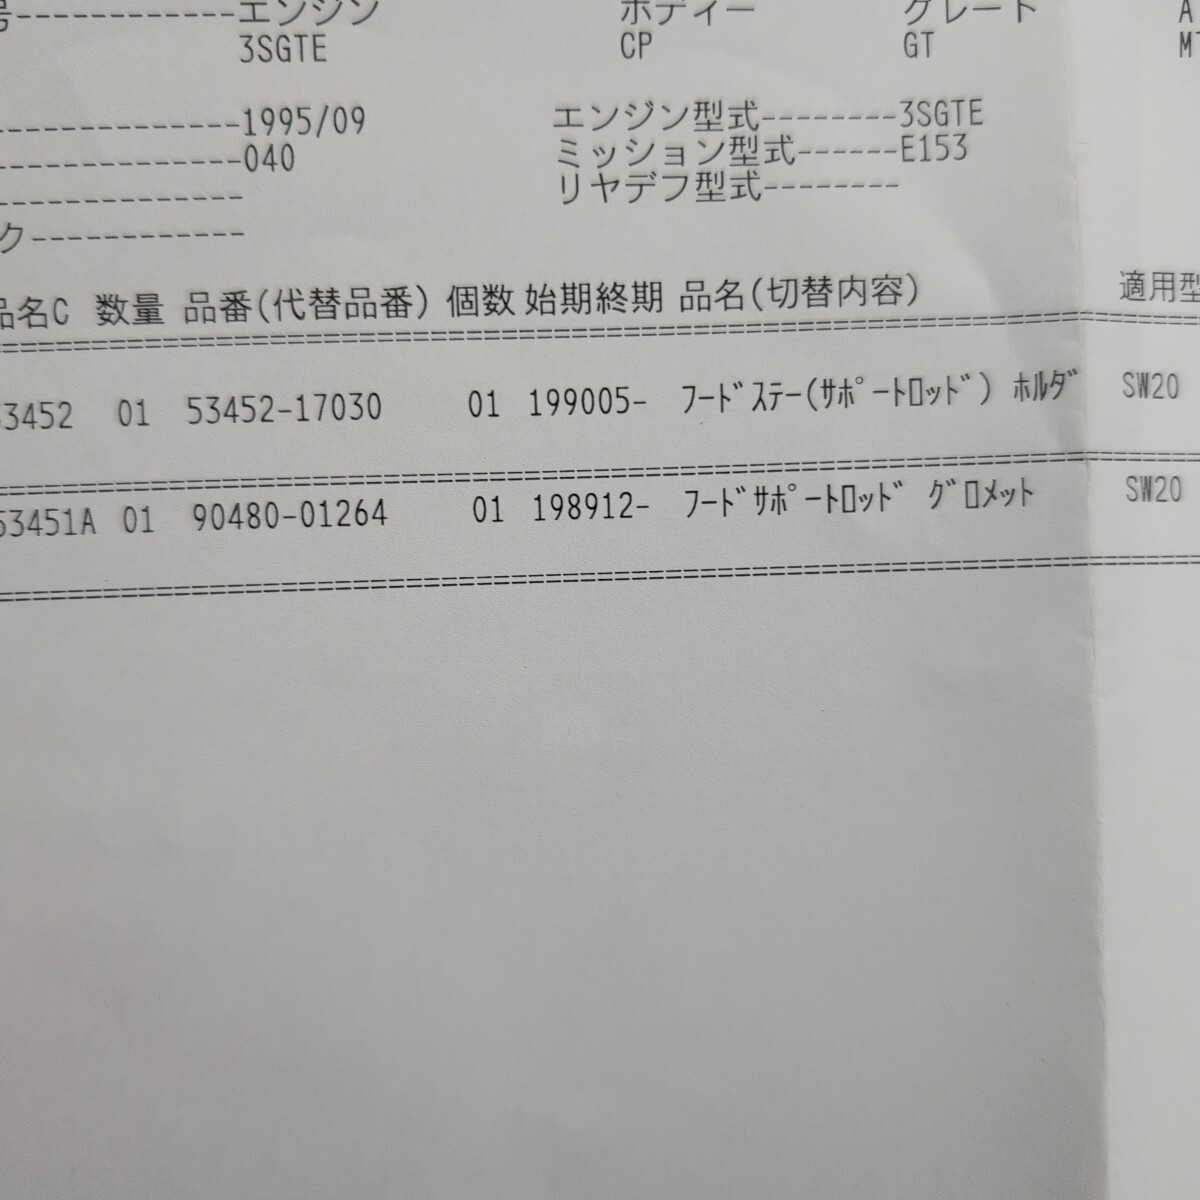 号------------エンジン ボディー グレード A
3SGTE CP GT MT
--------------1995/09 エンジン型式--------3SGTE
--------------040 ミッション型式------E153
-------------- リヤデフ型式--------
ク------------
品名C 数量 品番(代替品番) 個数 始期終期 品名(切替内容) 適用型
53452 01 53452-17030 01 199005- ﾌｰﾄﾞｽﾃｰ(ｻﾎﾟｰﾄﾛｯﾄﾞ) ﾎﾙﾀﾞ SW20
53451A 01 90480-01264 01 198912- ﾌｰﾄﾞｻﾎﾟｰﾄﾛｯﾄﾞ ｸﾞﾛﾒｯﾄ SW20